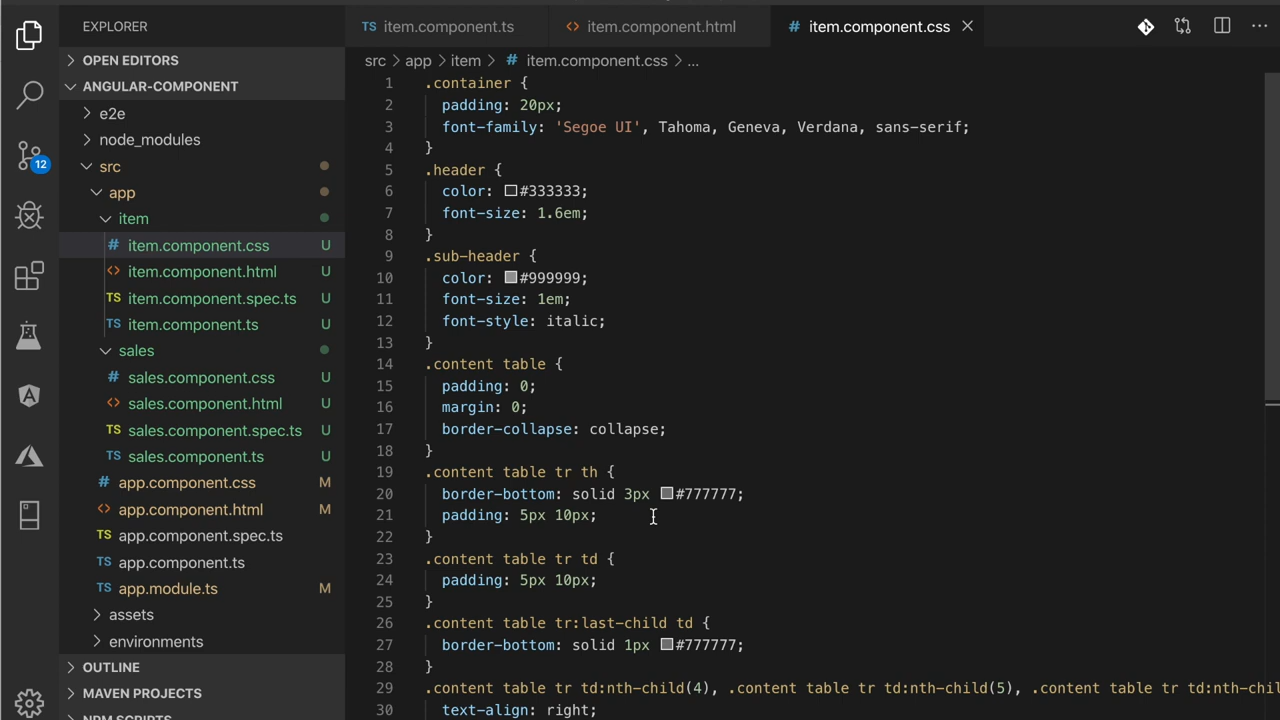 EXPLORER
OPEN EDITORS
ANGULAR-COMPONENT
e2e
node_modules
src
app
item
# item.component.css U
<> item.component.html U
TS item.component.spec.ts U
TS item.component.ts U
sales
# sales.component.css U
<> sales.component.html U
TS sales.component.spec.ts U
TS sales.component.ts U
# app.component.css M
<> app.component.html M
TS app.component.spec.ts
TS app.component.ts
TS app.module.ts M
assets
environments
OUTLINE
MAVEN PROJECTS
NPM SCRIPTS
12
TS item.component.ts <> item.component.html # item.component.css
src > app > item > # item.component.css > ...
1 .container {
2 padding: 20px;
3 font-family: 'Segoe UI', Tahoma, Geneva, Verdana, sans-serif;
4 }
5 .header {
6 color: #333333;
7 font-size: 1.6em;
8 }
9 .sub-header {
10 color: #999999;
11 font-size: 1em;
12 font-style: italic;
13 }
14 .content table {
15 padding: 0;
16 margin: 0;
17 border-collapse: collapse;
18 }
19 .content table tr th {
20 border-bottom: solid 3px #777777;
21 padding: 5px 10px;
22 }
23 .content table tr td {
24 padding: 5px 10px;
25 }
26 .content table tr:last-child td {
27 border-bottom: solid 1px #777777;
28 }
29 .content table tr td:nth-child(4), .content table tr td:nth-child(5), .content table tr td:nth-chil
30 text-align: right;